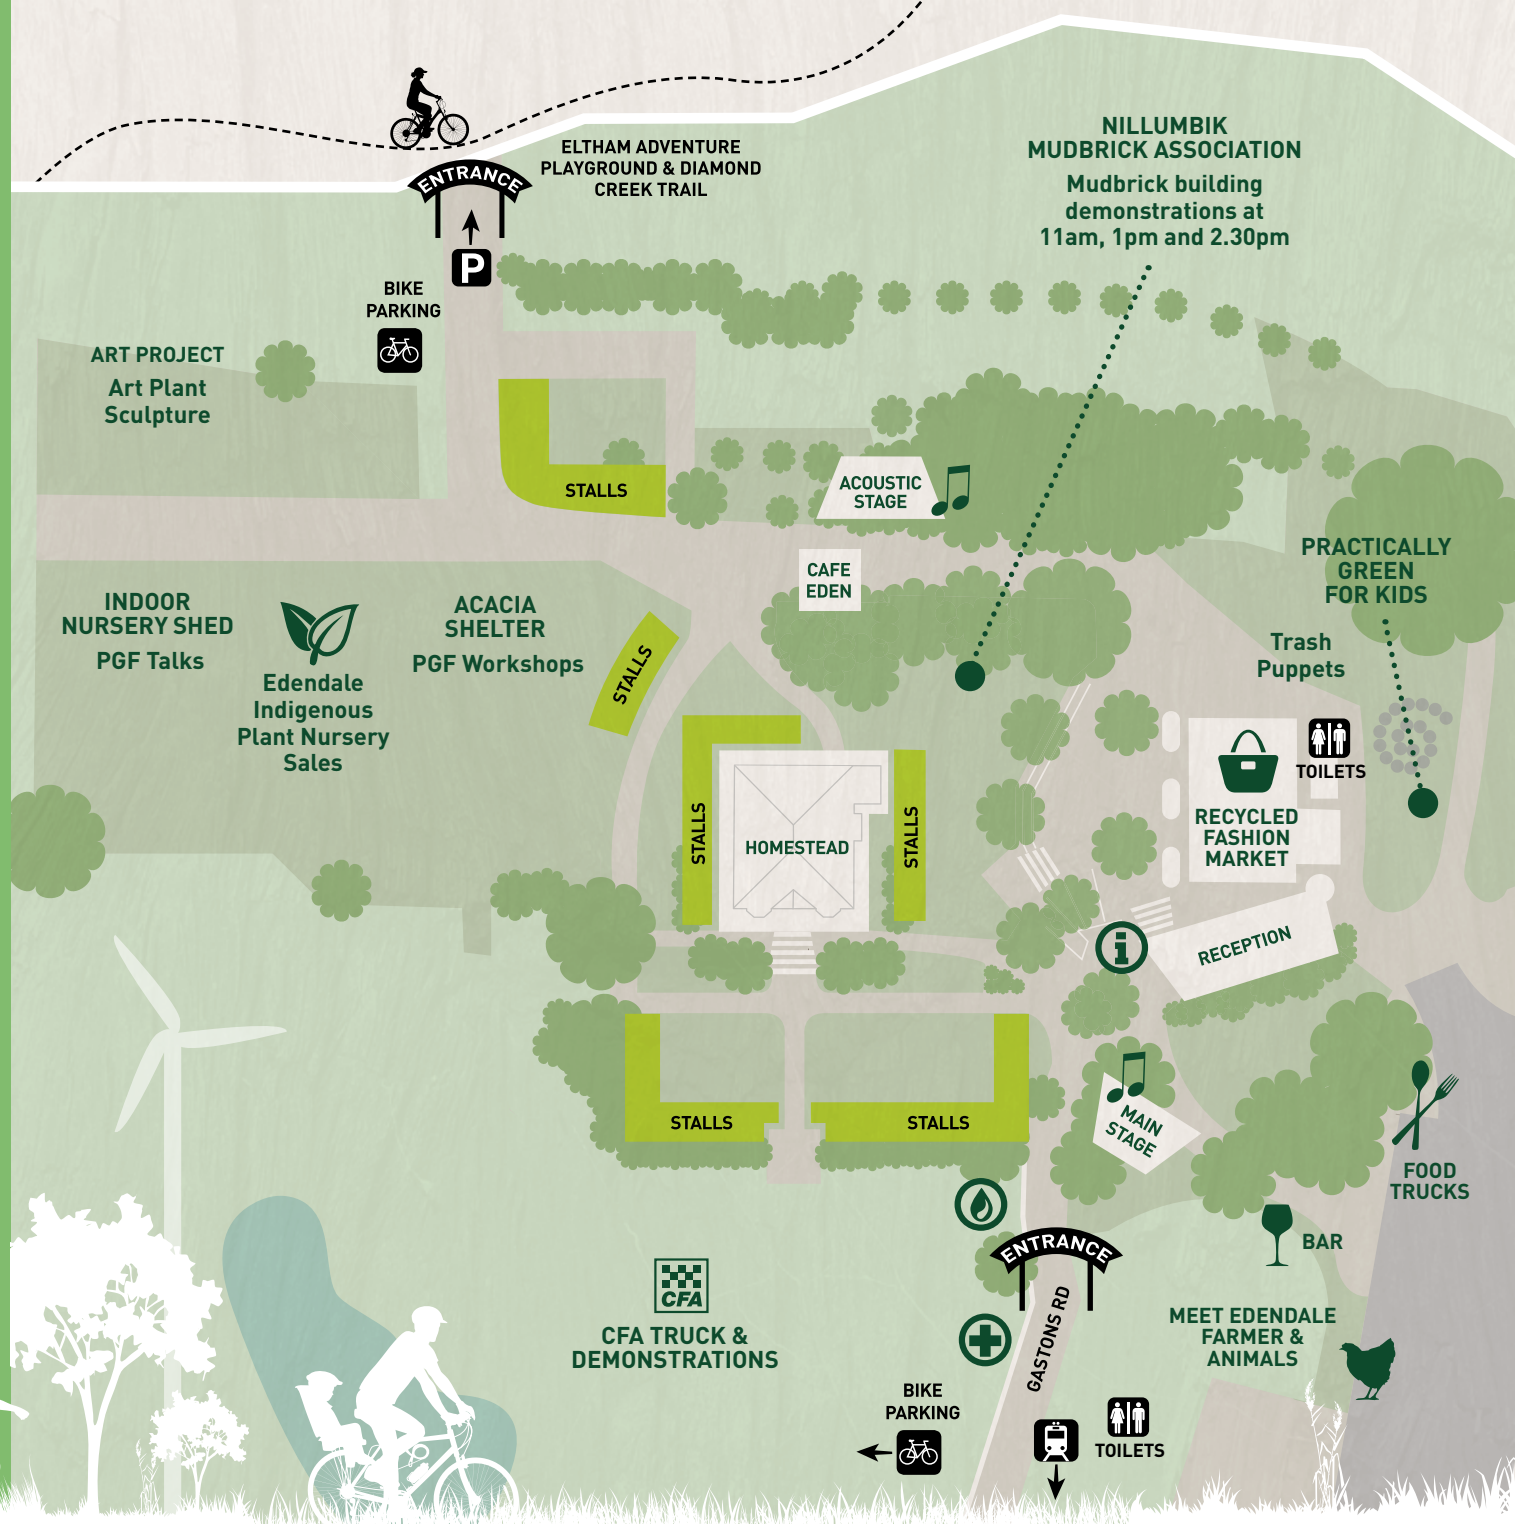 ELTHAM ADVENTURE
PLAYGROUND & DIAMOND
CREEK TRAIL
ENTRANCE
P
BIKE
PARKING
NILLUMBIK
MUDBRICK ASSOCIATION
Mudbrick building
demonstrations at
11am, 1pm and 2.30pm
ART PROJECT
Art Plant
Sculpture
STALLS
ACOUSTIC
STAGE
CAFE
EDEN
PRACTICALLY
GREEN
FOR KIDS
Trash
Puppets
INDOOR
NURSERY SHED
PGF Talks
Edendale
Indigenous
Plant Nursery
Sales
ACACIA
SHELTER
PGF Workshops
STALLS
STALLS
HOMESTEAD
STALLS
TOILETS
RECYCLED
FASHION
MARKET
i
RECEPTION
STALLS
STALLS
MAIN
STAGE
FOOD
TRUCKS
BAR
ENTRANCE
GASTONS RD
CFA
CFA TRUCK &
DEMONSTRATIONS
MEET EDENDALE
FARMER &
ANIMALS
BIKE
PARKING
TOILETS